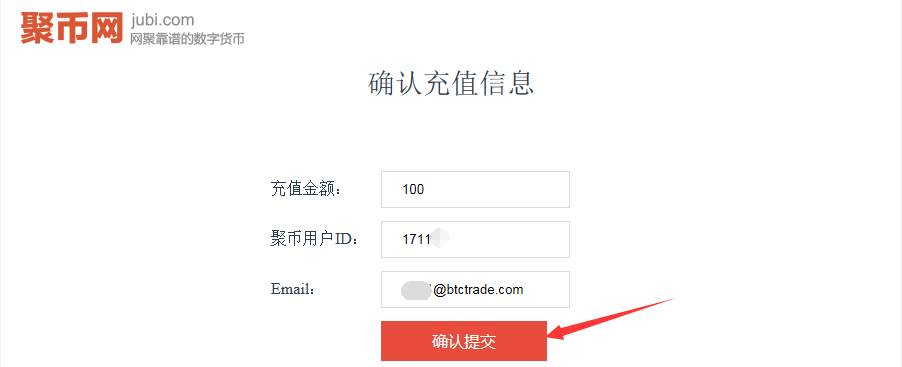 聚币网
jubi.com
网聚靠谱的数字货币
确认充值信息
充值金额: 100
聚币用户ID: 1711
Email: @btctrade.com
确认提交